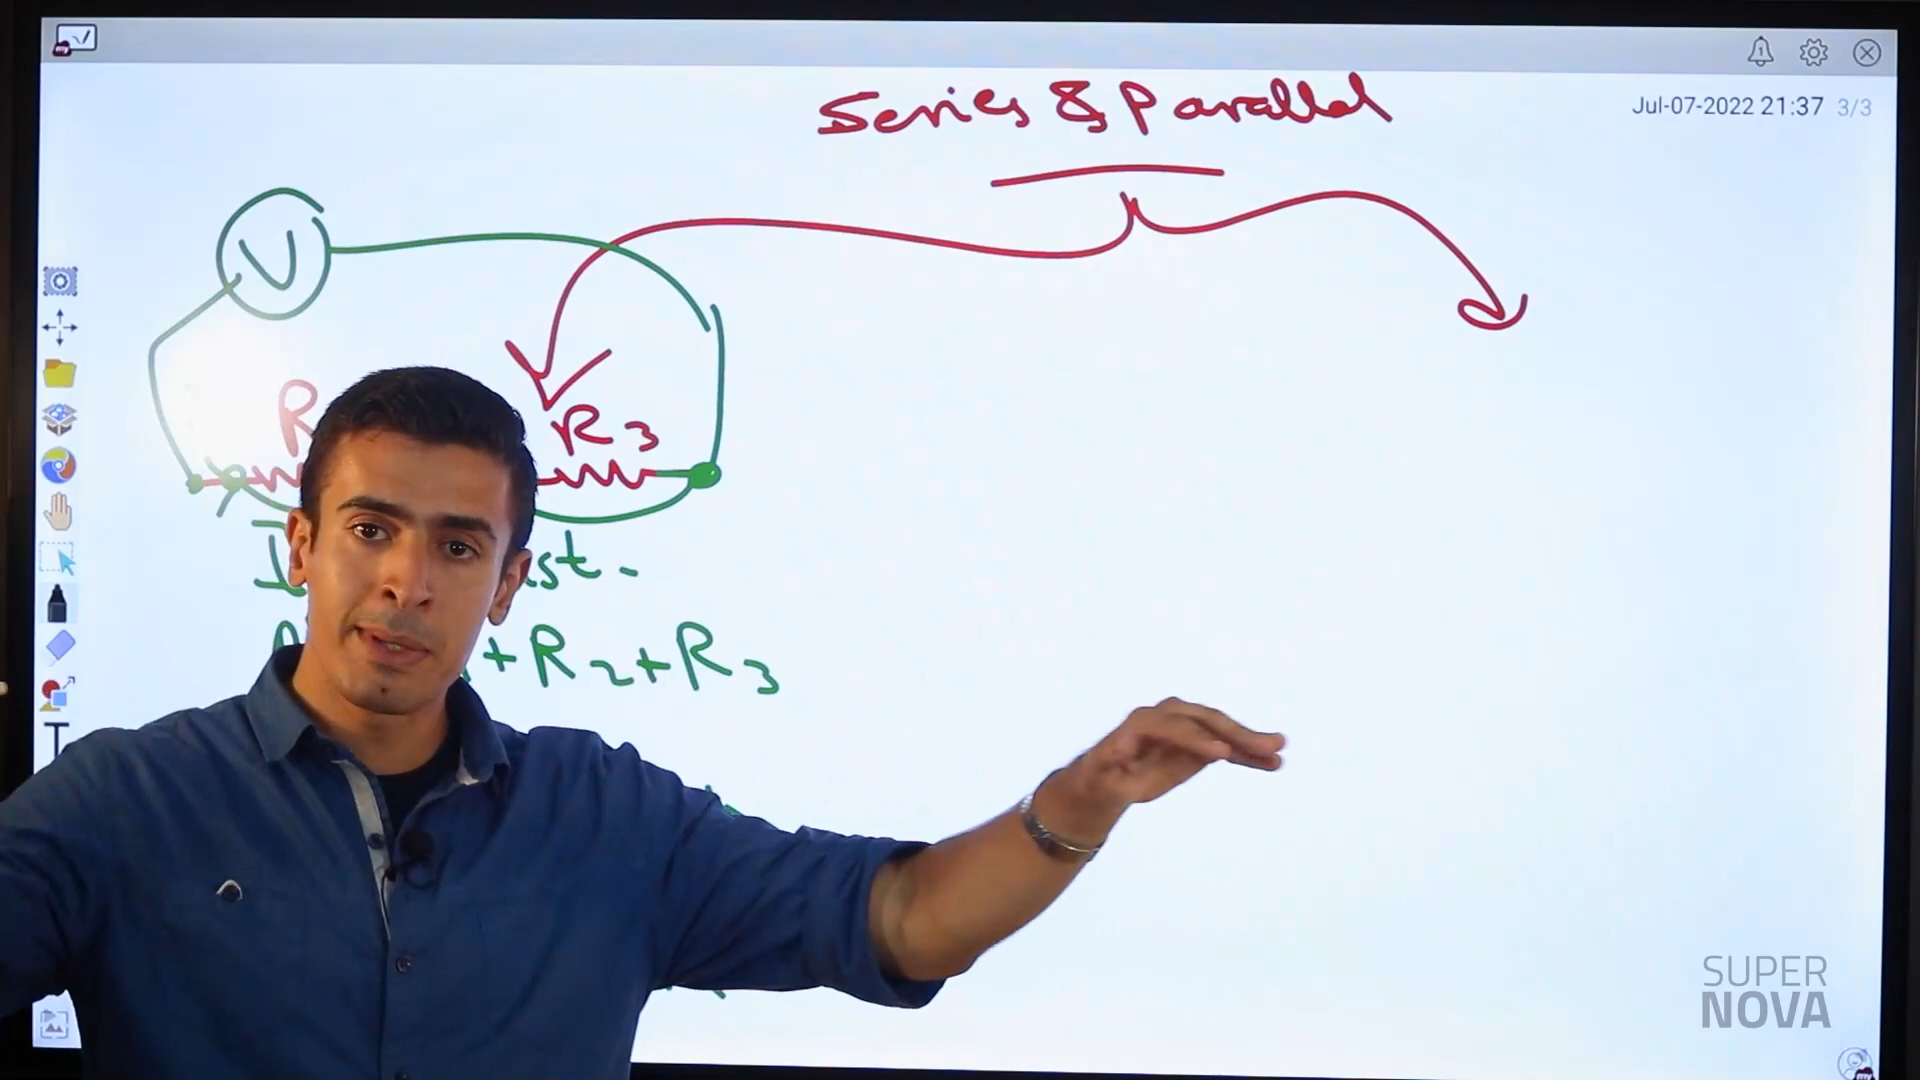 Series & Parallel
Jul-07-2022 21:37 3/3
V
R
R3
I st.
+R2+R3
T
SUPER
NOVA